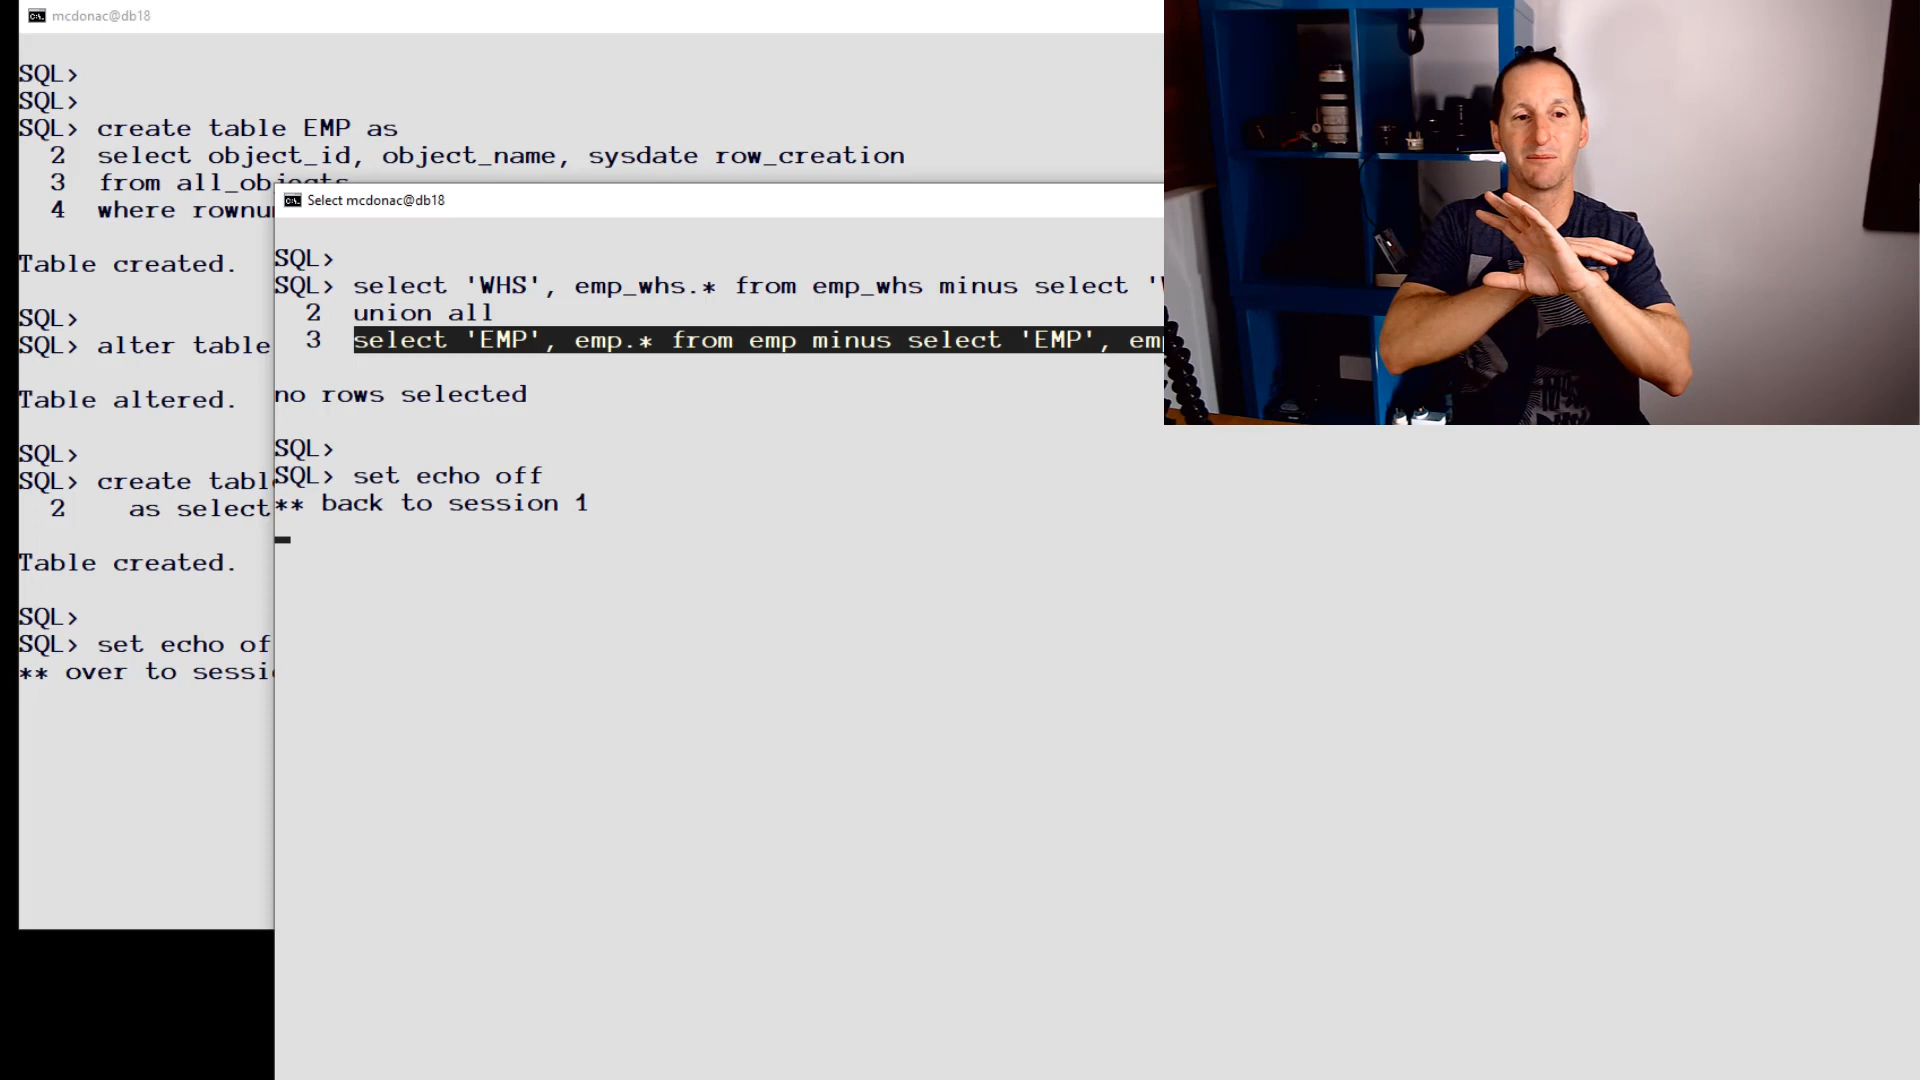 mcdonac@db18
SQL>
SQL>
SQL> create table EMP as
2 select object_id, object_name, sysdate row_creation
3 from all_objects
4 where rownu
Table created.
SQL>
SQL> alter table
Table altered.
SQL>
SQL> create tabl
2 as select
Table created.
SQL>
SQL> set echo of
** over to sessi
Select mcdonac@db18
SQL>
SQL> select 'WHS', emp_whs.* from emp_whs minus select '
2 union all
3 select 'EMP', emp.* from emp minus select 'EMP', em
no rows selected
SQL>
SQL> set echo off
** back to session 1